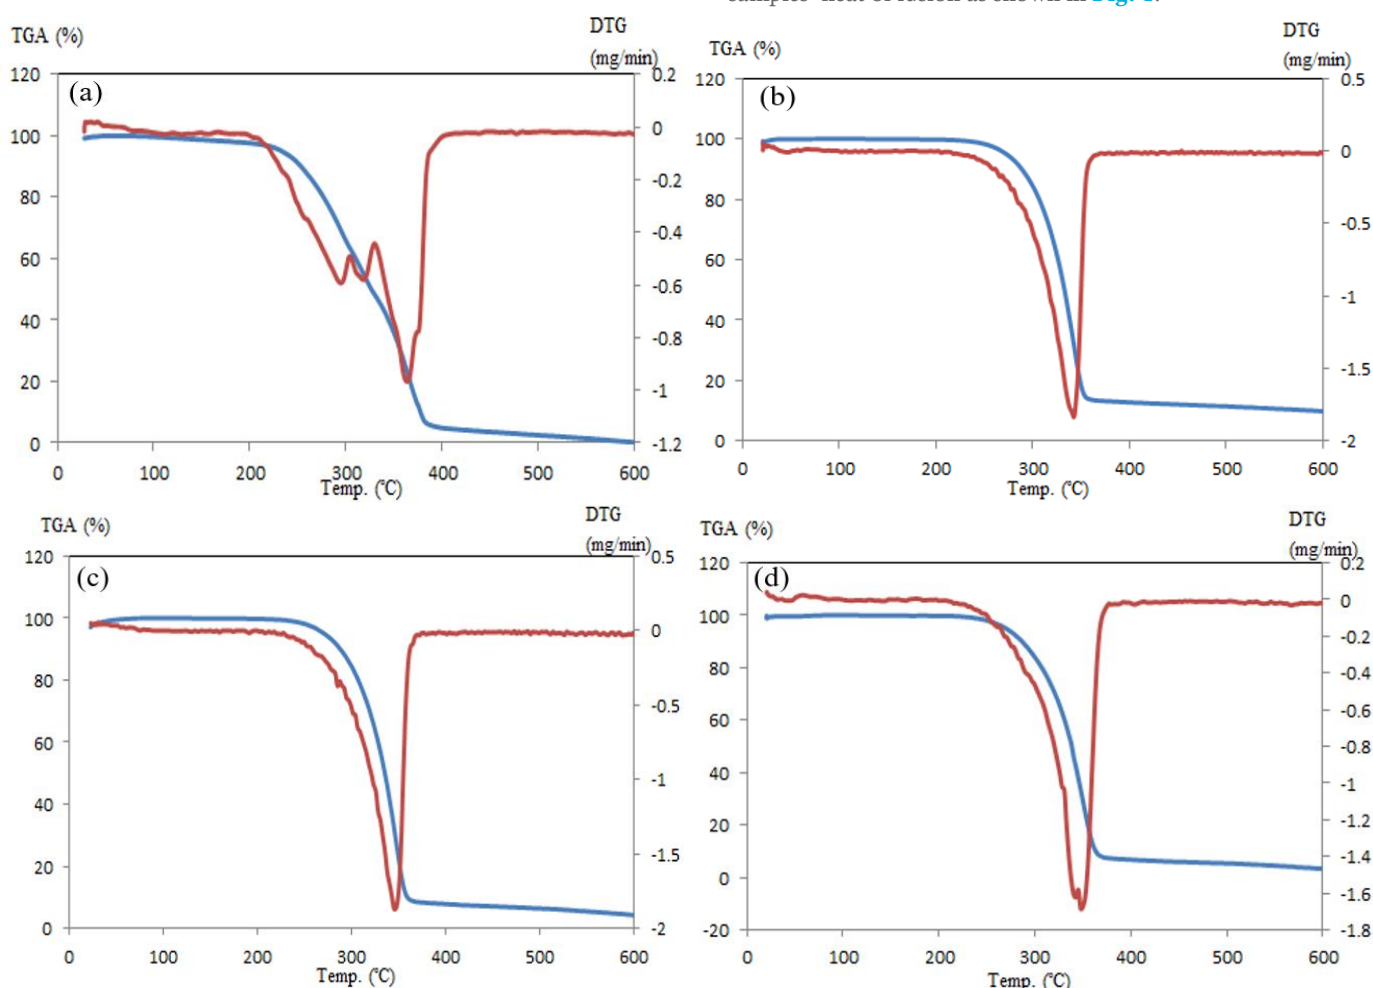 samples' heat of fusion as shown in Fig. 1.
TGA (%)
DTG
(mg/min)
(a)
120
100
80
60
40
20
0
0.2
0
-0.2
-0.4
-0.6
-0.8
-1
-1.2
0 100 200 300 400 500 600
Temp. (℃)
TGA (%)
DTG
(mg/min)
(b)
120
100
80
60
40
20
0
0.5
0
-0.5
-1
-1.5
-2
0 100 200 300 400 500 600
Temp. (℃)
TGA (%)
DTG
(mg/min)
(c)
120
100
80
60
40
20
0
0.5
0
-0.5
-1
-1.5
-2
0 100 200 300 400 500 600
Temp. (℃)
TGA (%)
DTG
(mg/min)
(d)
120
100
80
60
40
20
0
-20
0.2
0
-0.2
-0.4
-0.6
-0.8
-1
-1.2
-1.4
-1.6
-1.8
0 100 200 300 400 500 600
Temp. (℃)